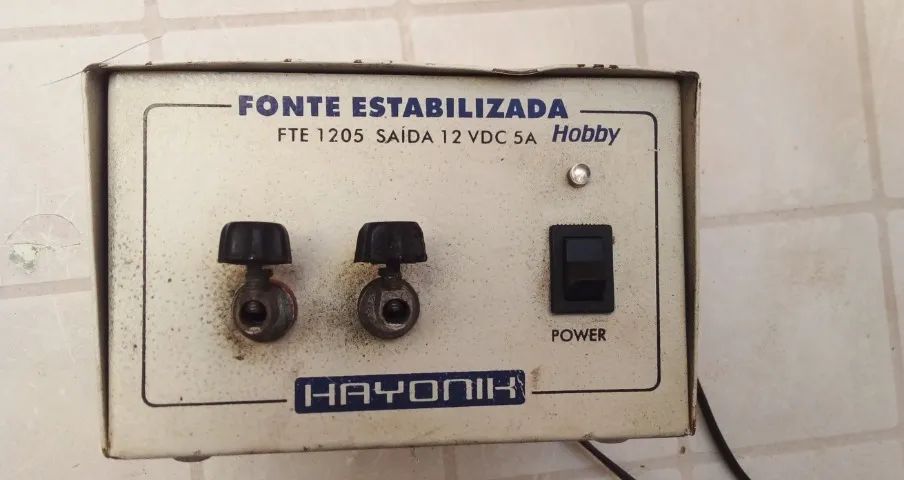 FONTE ESTABILIZADA
FTE 1205 SAÍDA 12 VDC 5A Hobby
POWER
HAYONIK